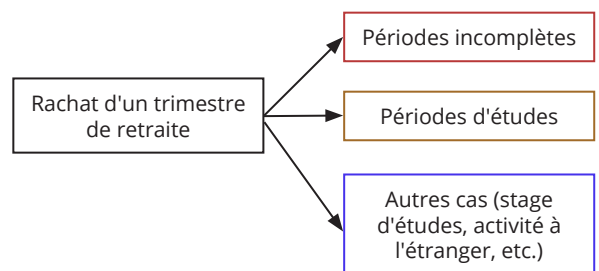 Rachat d'un trimestre
de retraite
Périodes incomplètes
Périodes d'études
Autres cas (stage
d'études, activité à
l'étranger, etc.)